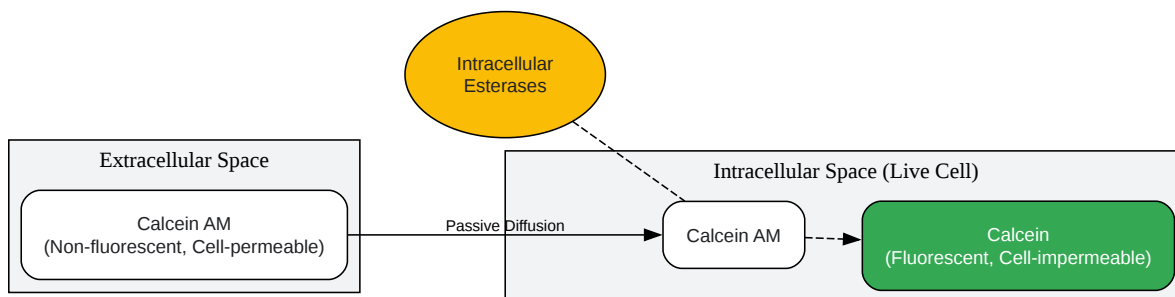 Intracellular
Esterases
Extracellular Space
Calcein AM
(Non-fluorescent, Cell-permeable)
Passive Diffusion
Intracellular Space (Live Cell)
Calcein AM
Calcein
(Fluorescent, Cell-impermeable)